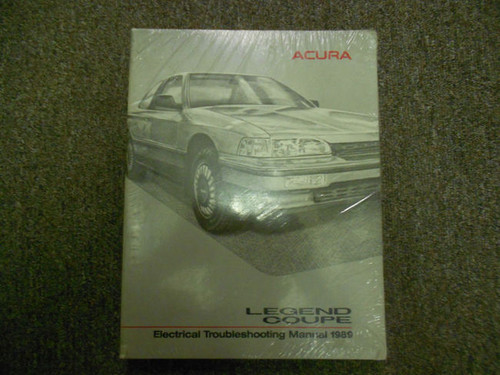 ACURA
LEGEND
COUPE
Electrical Troubleshooting Manual 1989